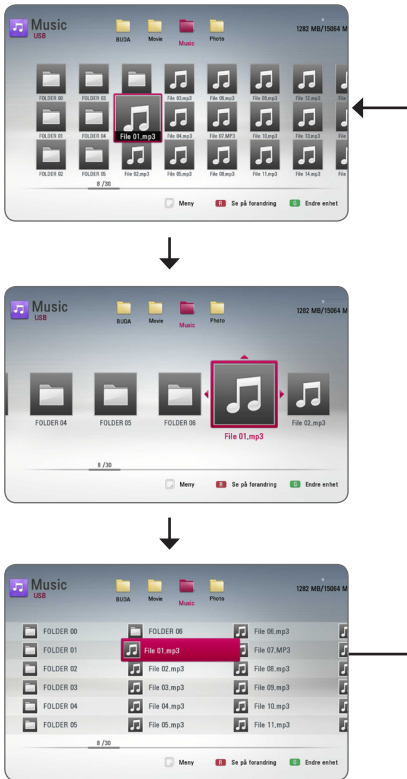 Music
USB
BUDA Movie Music Photo
1282 MB/15064 M
FOLDER 00 FOLDER 03 File 03.mp3 File 06.mp3 File 09.mp3 File 12.mp3 File
FOLDER 01 FOLDER 04 File 01.mp3 File 04.mp3 File 07.MP3 File 10.mp3 File 13.mp3 File
FOLDER 02 FOLDER 05 File 02.mp3 File 05.mp3 File 08.mp3 File 11.mp3 File 14.mp3 File
8 /30
Meny R Se på forandring G Endre enhet
Music
USB
BUDA Movie Music Photo
1282 MB/15064 M
FOLDER 04 FOLDER 05 FOLDER 06 File 01.mp3 File 02.mp3
8 /30
Meny R Se på forandring G Endre enhet
Music
USB
BUDA Movie Music Photo
1282 MB/15064 M
FOLDER 00 FOLDER 06 File 06.mp3
FOLDER 01 File 01.mp3 File 07.MP3
FOLDER 02 File 02.mp3 File 08.mp3
FOLDER 03 File 03.mp3 File 09.mp3
FOLDER 04 File 04.mp3 File 10.mp3
FOLDER 05 File 05.mp3 File 11.mp3
8 /30
Meny R Se på forandring G Endre enhet